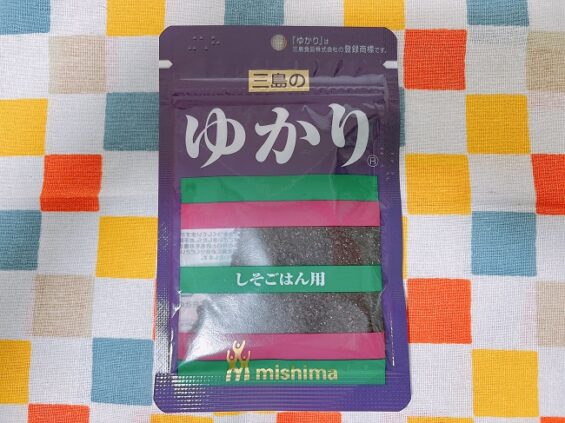 「ゆかり」は
三島食品株式会社の登録商標です。
三島の
ゆかり®
しそごはん用
mishima